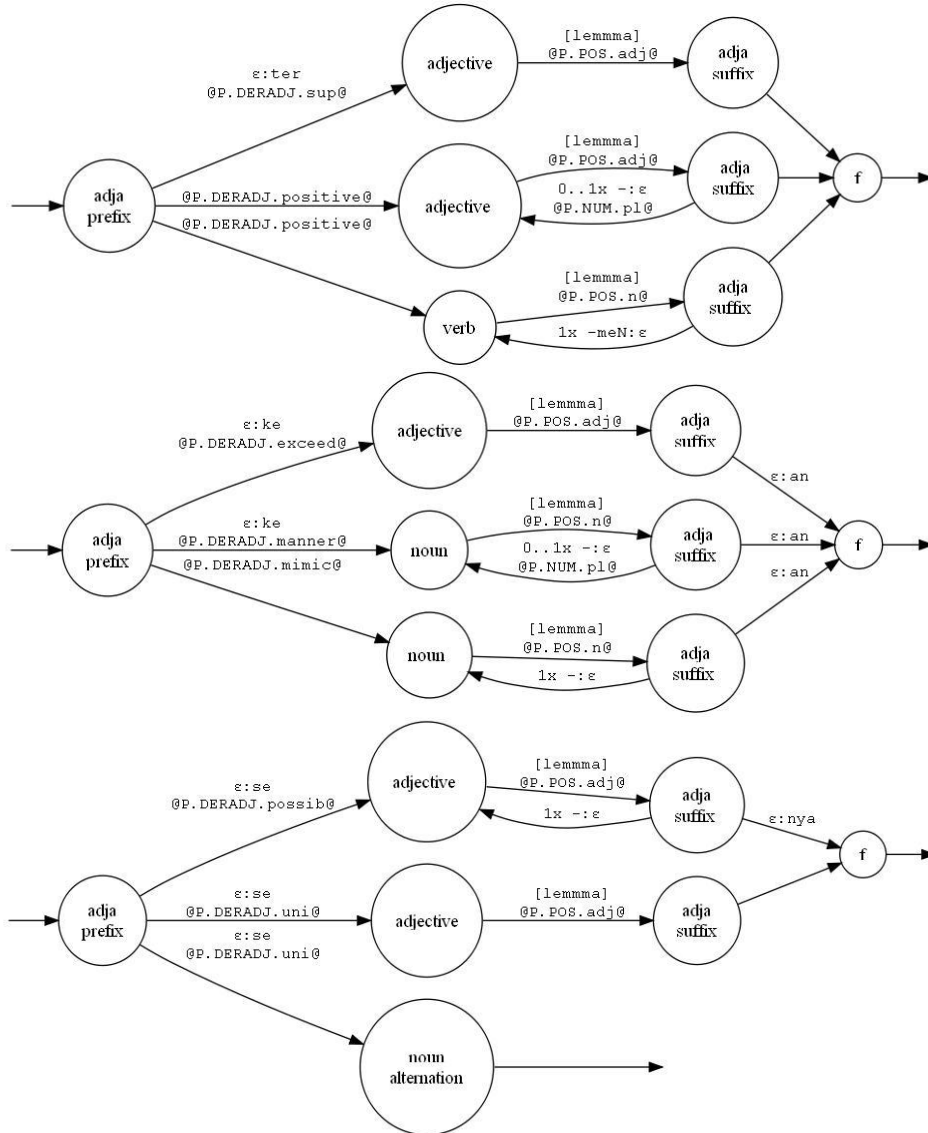 ε:ter
@P.DERADJ.sup@
adjective
[lemmma]
@P.POS.adj@
adja
suffix
adja
prefix
@P.DERADJ.positive@
@P.DERADJ.positive@
adjective
[lemmma]
@P.POS.adj@
0..1x -:ε
@P.NUM.pl@
adja
suffix
f
verb
[lemmma]
@P.POS.n@
1x -meN:ε
adja
suffix
ε:ke
@P.DERADJ.exceed@
adjective
[lemmma]
@P.POS.adj@
adja
suffix
ε:an
adja
prefix
ε:ke
@P.DERADJ.manner@
@P.DERADJ.mimic@
noun
[lemmma]
@P.POS.n@
0..1x -:ε
@P.NUM.pl@
adja
suffix
ε:an
f
ε:an
noun
[lemmma]
@P.POS.n@
1x -:ε
adja
suffix
ε:se
@P.DERADJ.possib@
adjective
[lemmma]
@P.POS.adj@
1x -:ε
adja
suffix
ε:nya
f
adja
prefix
ε:se
@P.DERADJ.uni@
ε:se
@P.DERADJ.uni@
adjective
[lemmma]
@P.POS.adj@
adja
suffix
noun
alternation